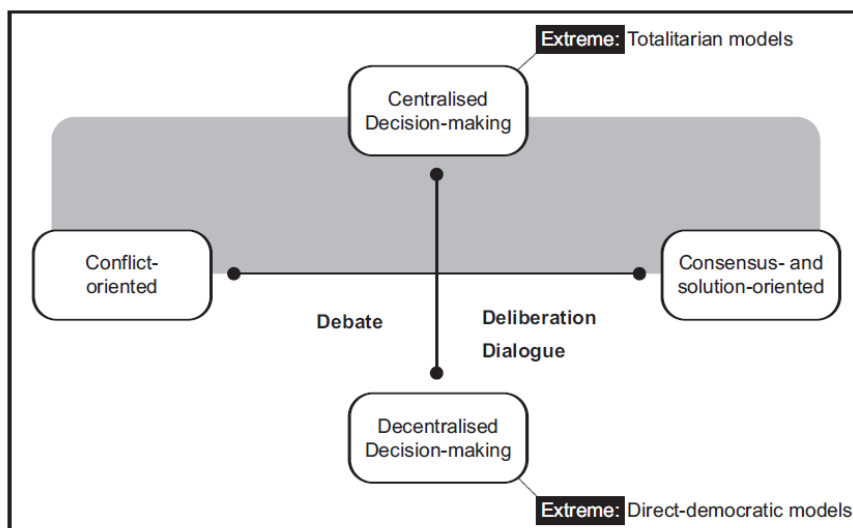 Extreme: Totalitarian models
Centralised
Decision-making
Conflict-
oriented
Consensus- and
solution-oriented
Debate
Deliberation
Dialogue
Decentralised
Decision-making
Extreme: Direct-democratic models